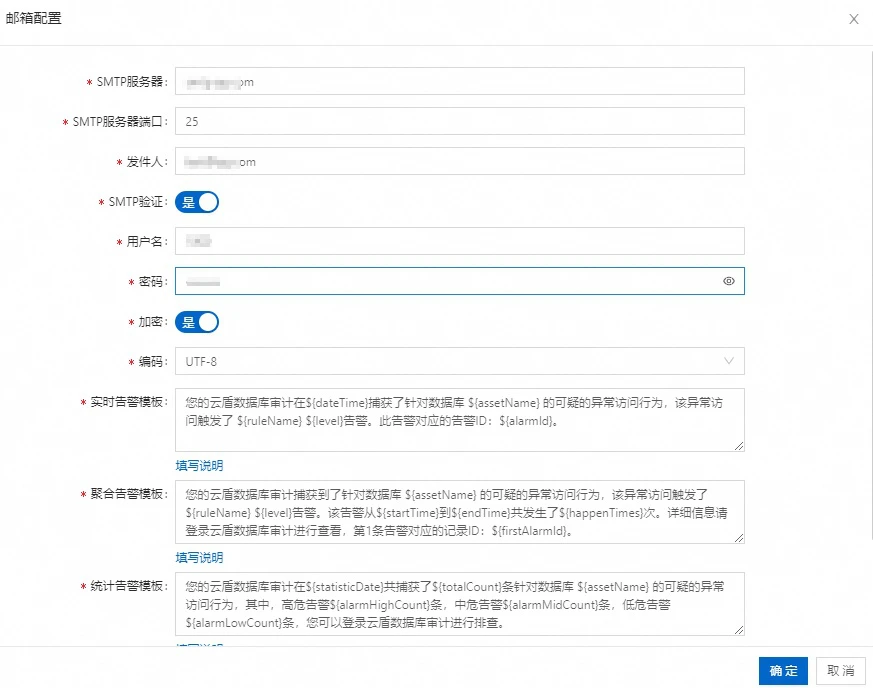 邮箱配置
* SMTP服务器:
om
* SMTP服务器端口: 25
* 发件人:
om
* SMTP验证: 是
* 用户名:
* 密码:
* 加密: 是
* 编码: UTF-8
* 实时告警模板: 您的云盾数据库审计在${dateTime}捕获了针对数据库 ${assetName} 的可疑的异常访问行为，该异常访
问触发了 ${ruleName} ${level}告警。此告警对应的告警ID：${alarmId}。
填写说明
* 聚合告警模板: 您的云盾数据库审计捕获到了针对数据库 ${assetName} 的可疑的异常访问行为，该异常访问触发了
${ruleName} ${level}告警。该告警从${startTime}到${endTime}共发生了${happenTimes}次。详细信息请
登录云盾数据库审计进行查看，第1条告警对应的记录ID：${firstAlarmId}。
填写说明
* 统计告警模板: 您的云盾数据库审计在${statisticDate}共捕获了${totalCount}条针对数据库 ${assetName} 的可疑的异常
访问行为，其中，高危告警${alarmHighCount}条，中危告警${alarmMidCount}条，低危告警
${alarmLowCount}条，您可以登录云盾数据库审计进行排查。
确定 取消